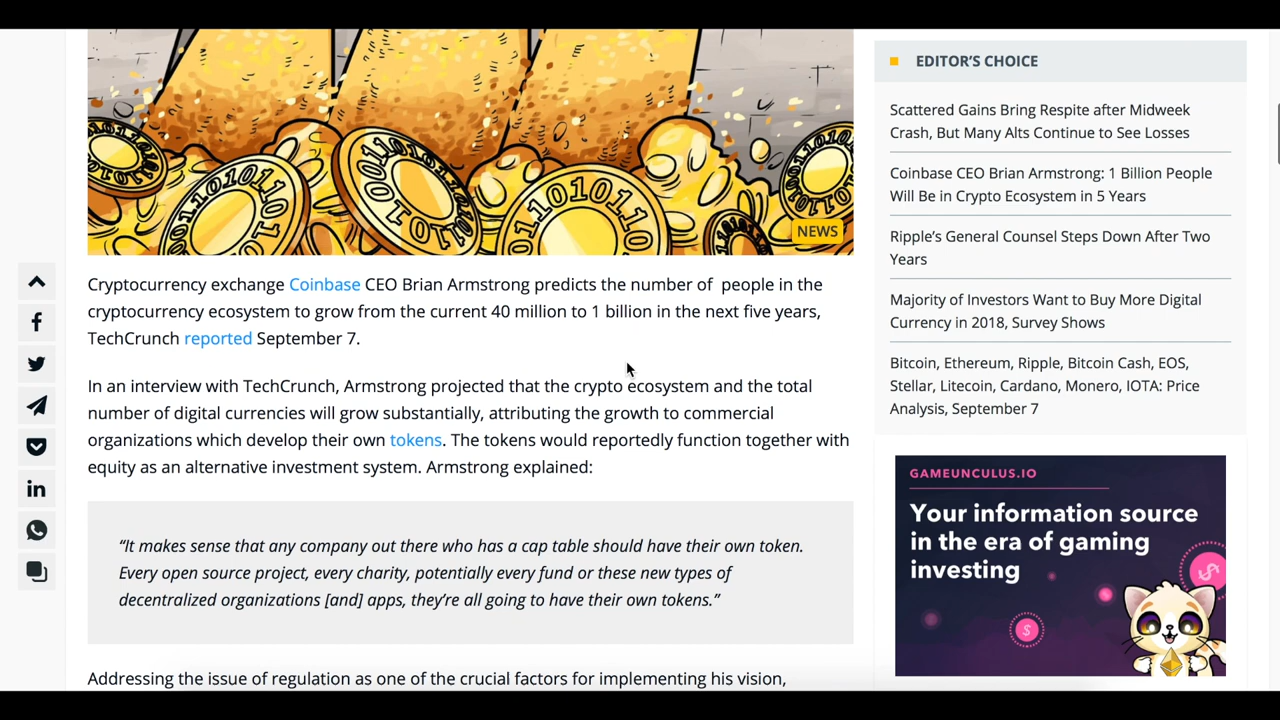 NEWS
Cryptocurrency exchange Coinbase CEO Brian Armstrong predicts the number of  people in the
cryptocurrency ecosystem to grow from the current 40 million to 1 billion in the next five years,
TechCrunch reported September 7.
In an interview with TechCrunch, Armstrong projected that the crypto ecosystem and the total
number of digital currencies will grow substantially, attributing the growth to commercial
organizations which develop their own tokens. The tokens would reportedly function together with
equity as an alternative investment system. Armstrong explained:
“It makes sense that any company out there who has a cap table should have their own token.
Every open source project, every charity, potentially every fund or these new types of
decentralized organizations [and] apps, they’re all going to have their own tokens.”
Addressing the issue of regulation as one of the crucial factors for implementing his vision,
EDITOR’S CHOICE
Scattered Gains Bring Respite after Midweek
Crash, But Many Alts Continue to See Losses
Coinbase CEO Brian Armstrong: 1 Billion People
Will Be in Crypto Ecosystem in 5 Years
Ripple’s General Counsel Steps Down After Two
Years
Majority of Investors Want to Buy More Digital
Currency in 2018, Survey Shows
Bitcoin, Ethereum, Ripple, Bitcoin Cash, EOS,
Stellar, Litecoin, Cardano, Monero, IOTA: Price
Analysis, September 7
GAMEUNCULUS.IO
Your information source
in the era of gaming
investing